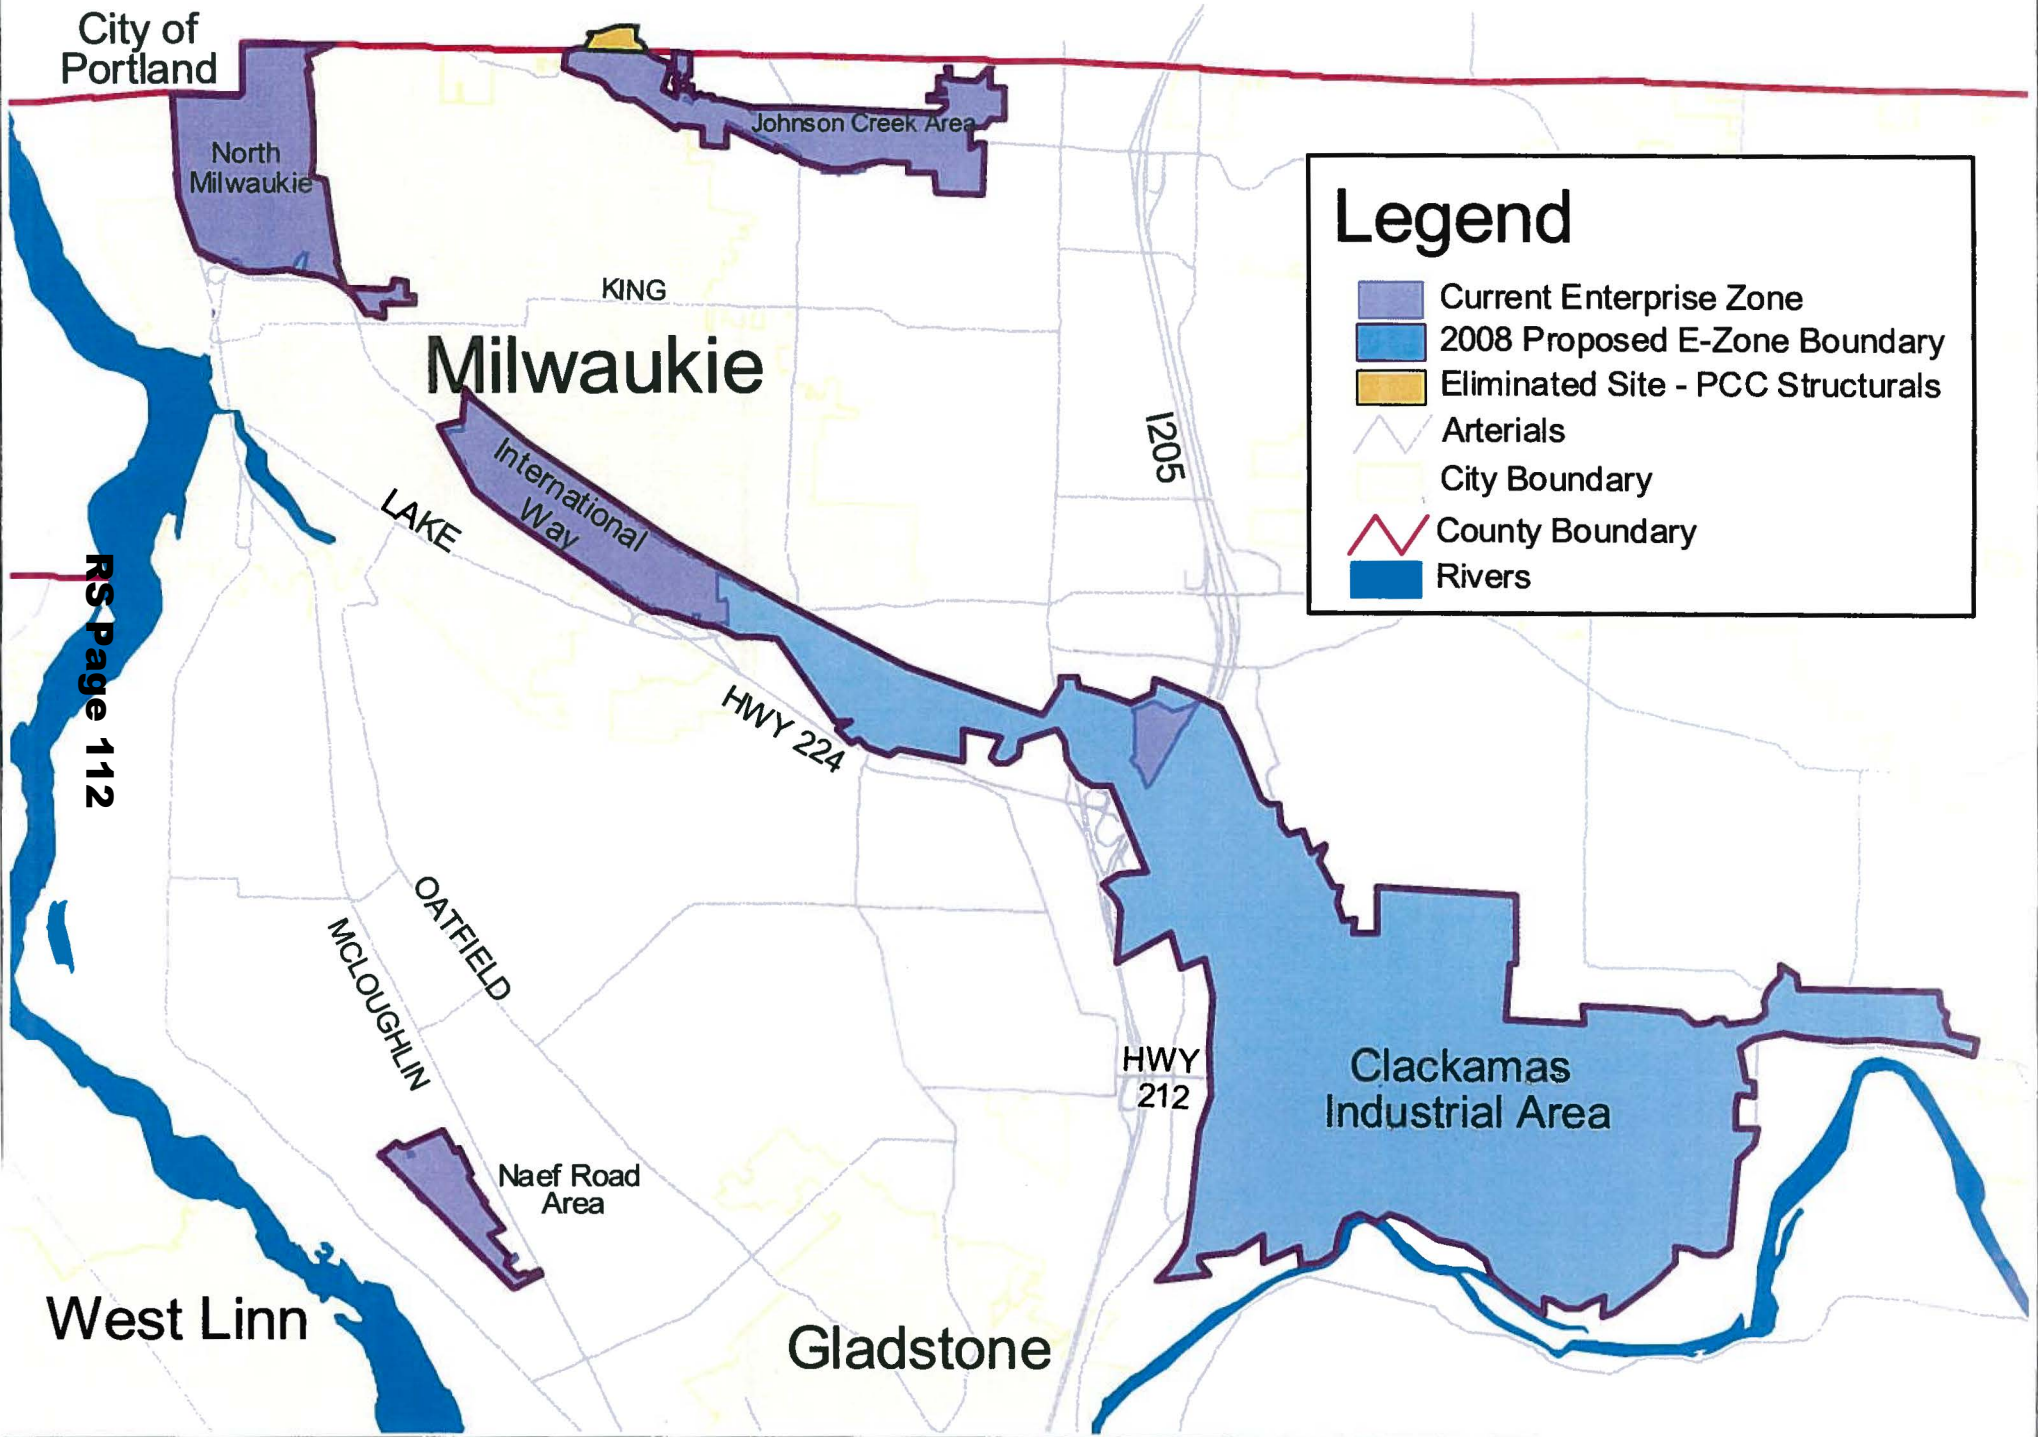 City of
Portland
North
Milwaukie
Johnson Creek Area
KING
Milwaukie
International
Way
LAKE
HWY 224
I205
RS Page 112
OATFIELD
MCLOUGHLIN
HWY
212
Clackamas
Industrial Area
Naef Road
Area
West Linn
Gladstone
Legend
Current Enterprise Zone
2008 Proposed E-Zone Boundary
Eliminated Site - PCC Structurals
Arterials
City Boundary
County Boundary
Rivers